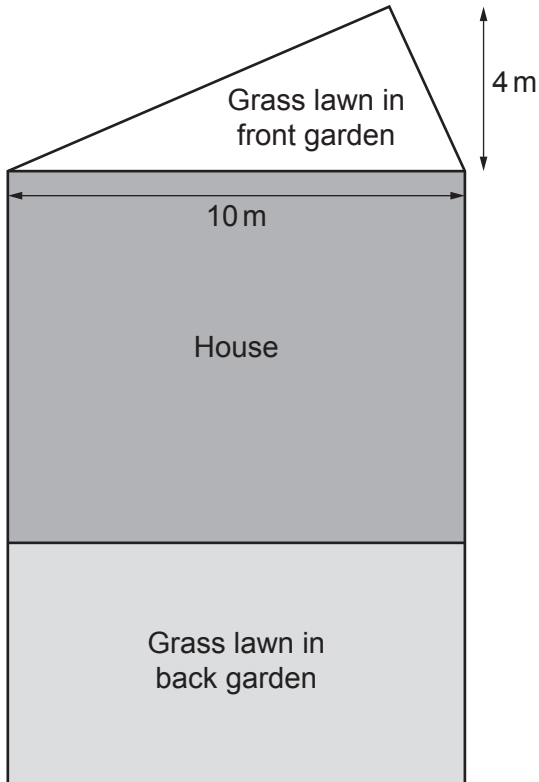 4 m
Grass lawn in
front garden
10 m
House
Grass lawn in
back garden